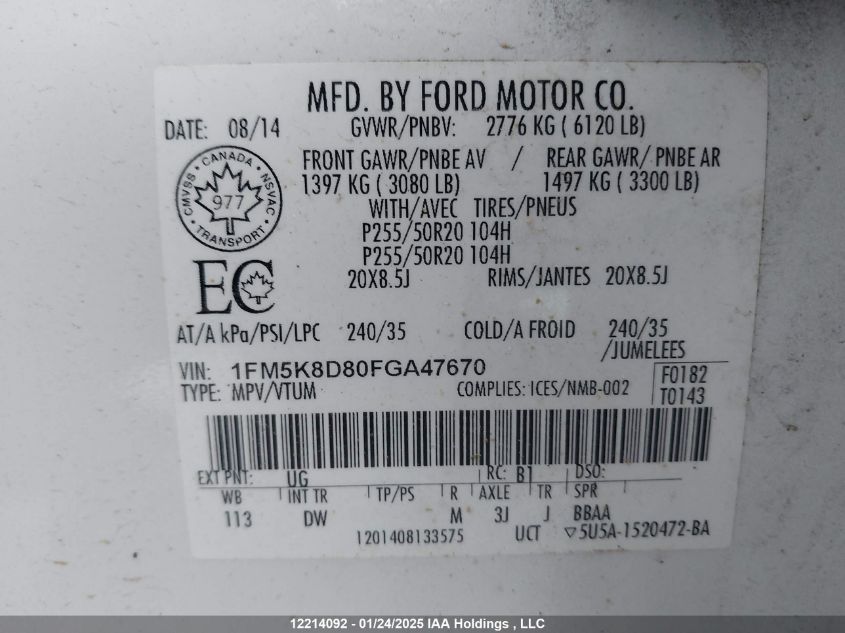 MFD. BY FORD MOTOR CO.
DATE: 08/14 GVWR/PNBV: 2776 KG ( 6120 LB)
FRONT GAWR/PNBE AV / REAR GAWR/ PNBE AR
1397 KG ( 3080 LB) 1497 KG ( 3300 LB)
WITH/AVEC TIRES/PNEUS
P255/50R20 104H
P255/50R20 104H
20X8.5J RIMS/JANTES 20X8.5J
CANADA
CMVSS NSVAC
977
TRANSPORT
EC
AT/A kPa/PSI/LPC 240/35 COLD/A FROID 240/35
/JUMELEES
VIN: 1FM5K8D80FGA47670
TYPE: MPV/VTUM COMPLIES: ICES/NMB-002
F0182
T0143
EXT PNT: UG RC: B1 DSO:
WB INT TR TP/PS R AXLE TR SPR
113 DW M 3J J BBAA
1201408133575 UCT ▽5U5A-1520472-BA
12214092 - 01/24/2025 IAA Holdings , LLC